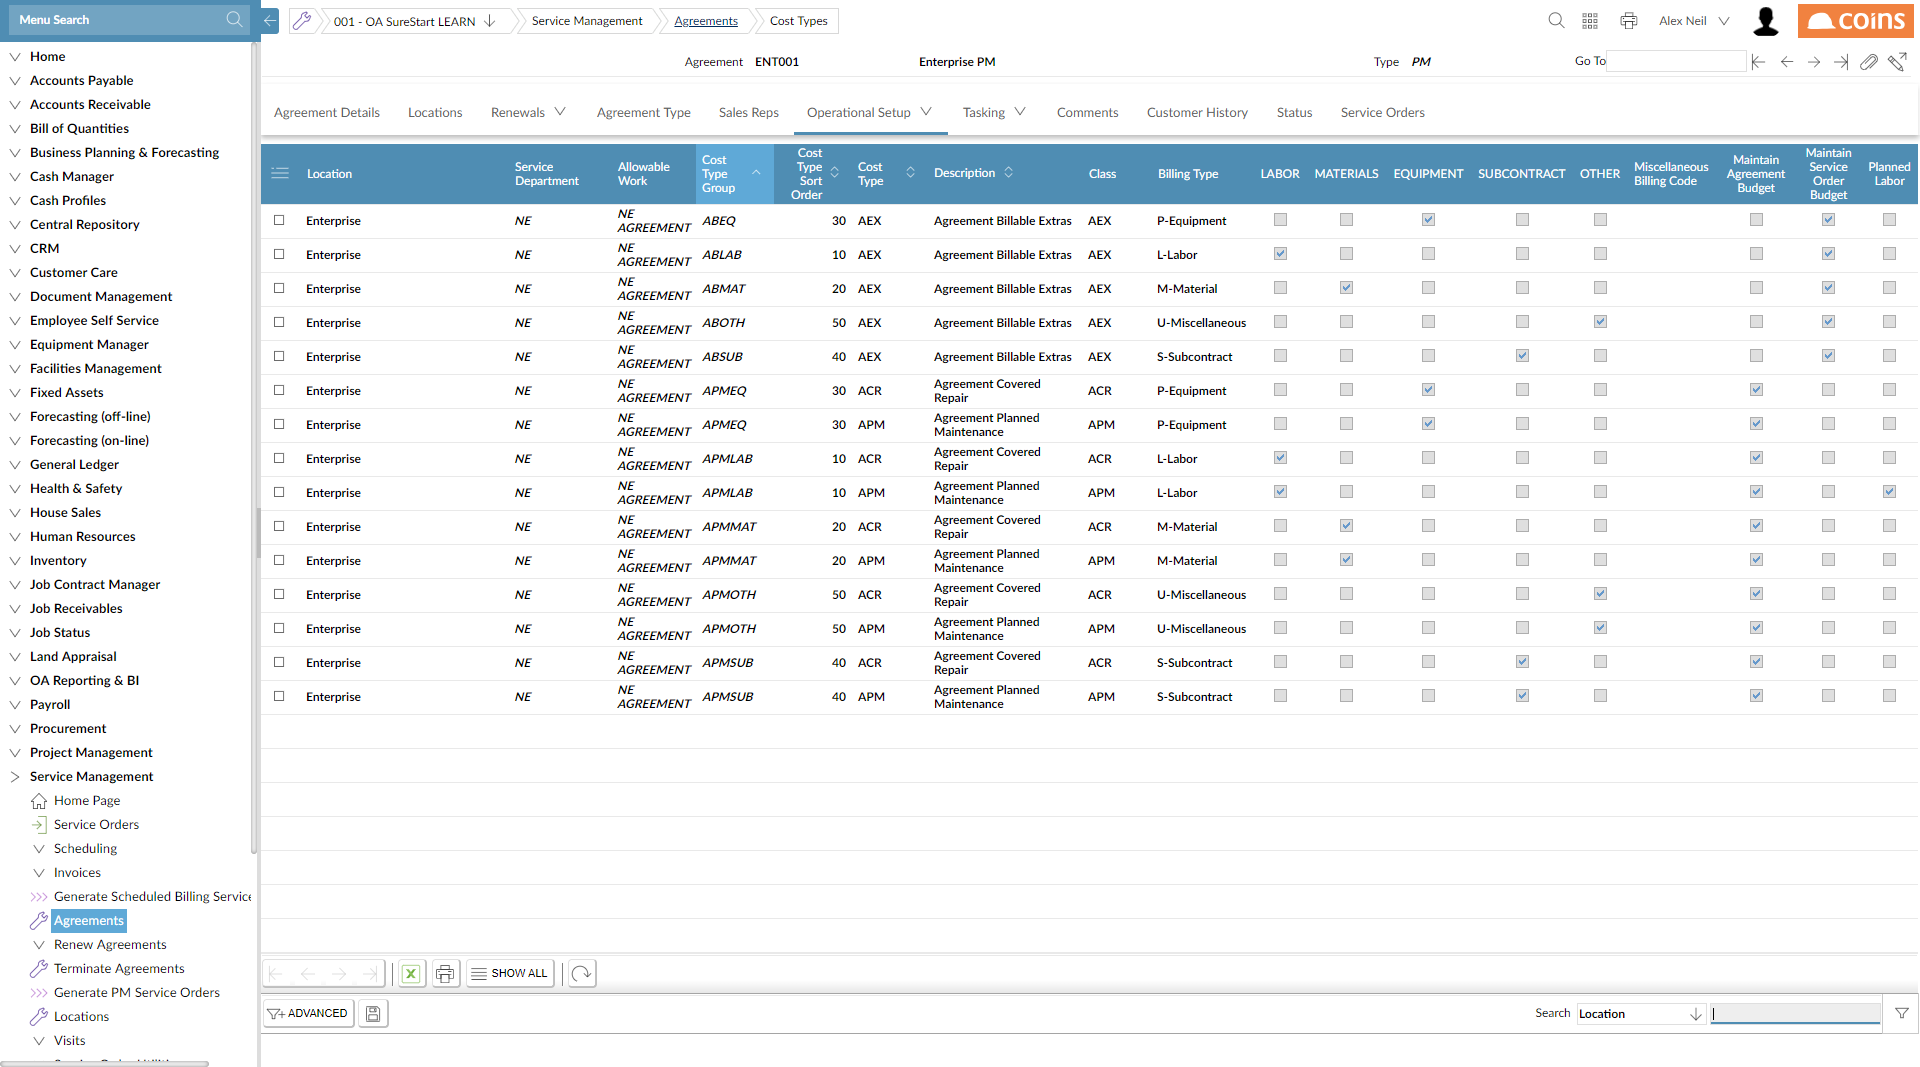 Menu Search
001 - OA SureStart LEARN
Service Management
Agreements
Cost Types
Alex Neil
coins
Agreement ENT001
Enterprise PM
Type PM
Go To
Agreement Details
Locations
Renewals
Agreement Type
Sales Reps
Operational Setup
Tasking
Comments
Customer History
Status
Service Orders
Home
Accounts Payable
Accounts Receivable
Bill of Quantities
Business Planning & Forecasting
Cash Manager
Cash Profiles
Central Repository
CRM
Customer Care
Document Management
Employee Self Service
Equipment Manager
Facilities Management
Fixed Assets
Forecasting (off-line)
Forecasting (on-line)
General Ledger
Health & Safety
House Sales
Human Resources
Inventory
Job Contract Manager
Job Receivables
Job Status
Land Appraisal
OA Reporting & BI
Payroll
Procurement
Project Management
Service Management
Home Page
Service Orders
Scheduling
Invoices
Generate Scheduled Billing Service
Agreements
Renew Agreements
Terminate Agreements
Generate PM Service Orders
Locations
Visits
Location
Service Department
Allowable Work
Cost Type Group
Cost Type Sort Order
Cost Type
Description
Class
Billing Type
LABOR
MATERIALS
EQUIPMENT
SUBCONTRACT
OTHER
Miscellaneous Billing Code
Maintain Agreement Budget
Maintain Service Order Budget
Planned Labor
Enterprise NE NE AGREEMENT ABEQ 30 AEX Agreement Billable Extras AEX P-Equipment
Enterprise NE NE AGREEMENT ABLAB 10 AEX Agreement Billable Extras AEX L-Labor
Enterprise NE NE AGREEMENT ABMAT 20 AEX Agreement Billable Extras AEX M-Material
Enterprise NE NE AGREEMENT ABOTH 50 AEX Agreement Billable Extras AEX U-Miscellaneous
Enterprise NE NE AGREEMENT ABSUB 40 AEX Agreement Billable Extras AEX S-Subcontract
Enterprise NE NE AGREEMENT APMEQ 30 ACR Agreement Covered Repair ACR P-Equipment
Enterprise NE NE AGREEMENT APMEQ 30 APM Agreement Planned Maintenance APM P-Equipment
Enterprise NE NE AGREEMENT APMLAB 10 ACR Agreement Covered Repair ACR L-Labor
Enterprise NE NE AGREEMENT APMLAB 10 APM Agreement Planned Maintenance APM L-Labor
Enterprise NE NE AGREEMENT APMMAT 20 ACR Agreement Covered Repair ACR M-Material
Enterprise NE NE AGREEMENT APMMAT 20 APM Agreement Planned Maintenance APM M-Material
Enterprise NE NE AGREEMENT APMOTH 50 ACR Agreement Covered Repair ACR U-Miscellaneous
Enterprise NE NE AGREEMENT APMOTH 50 APM Agreement Planned Maintenance APM U-Miscellaneous
Enterprise NE NE AGREEMENT APMSUB 40 ACR Agreement Covered Repair ACR S-Subcontract
Enterprise NE NE AGREEMENT APMSUB 40 APM Agreement Planned Maintenance APM S-Subcontract
SHOW ALL
ADVANCED
Search Location